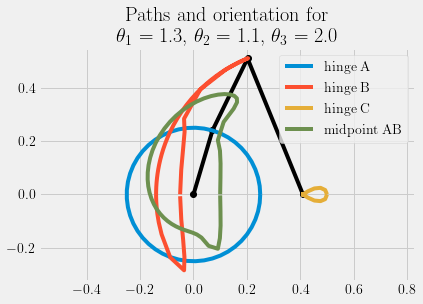 Paths and orientation for
θ₁ = 1.3, θ₂ = 1.1, θ₃ = 2.0
hinge A
hinge B
hinge C
midpoint AB
0.4
0.2
0.0
−0.2
−0.4 −0.2 0.0 0.2 0.4 0.6 0.8